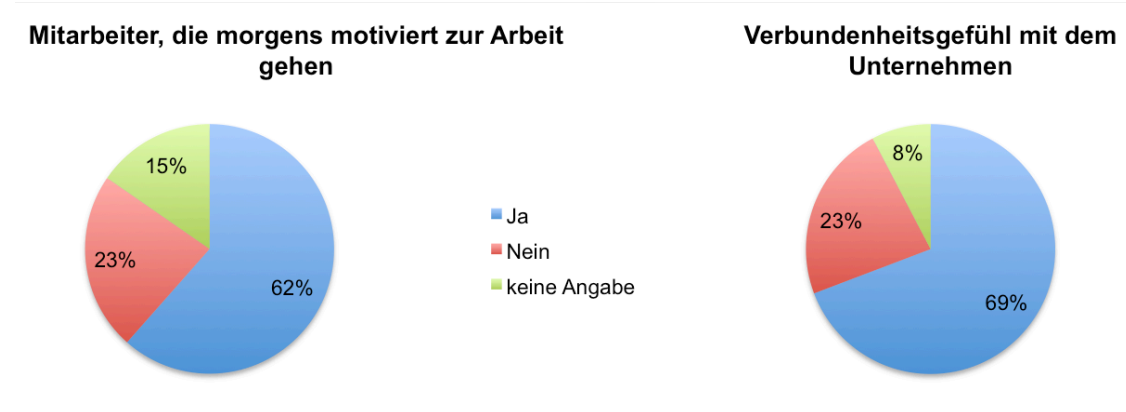 Mitarbeiter, die morgens motiviert zur Arbeit
gehen
15%
23%
62%
Ja
Nein
keine Angabe
Verbundenheitsgefühl mit dem
Unternehmen
8%
23%
69%